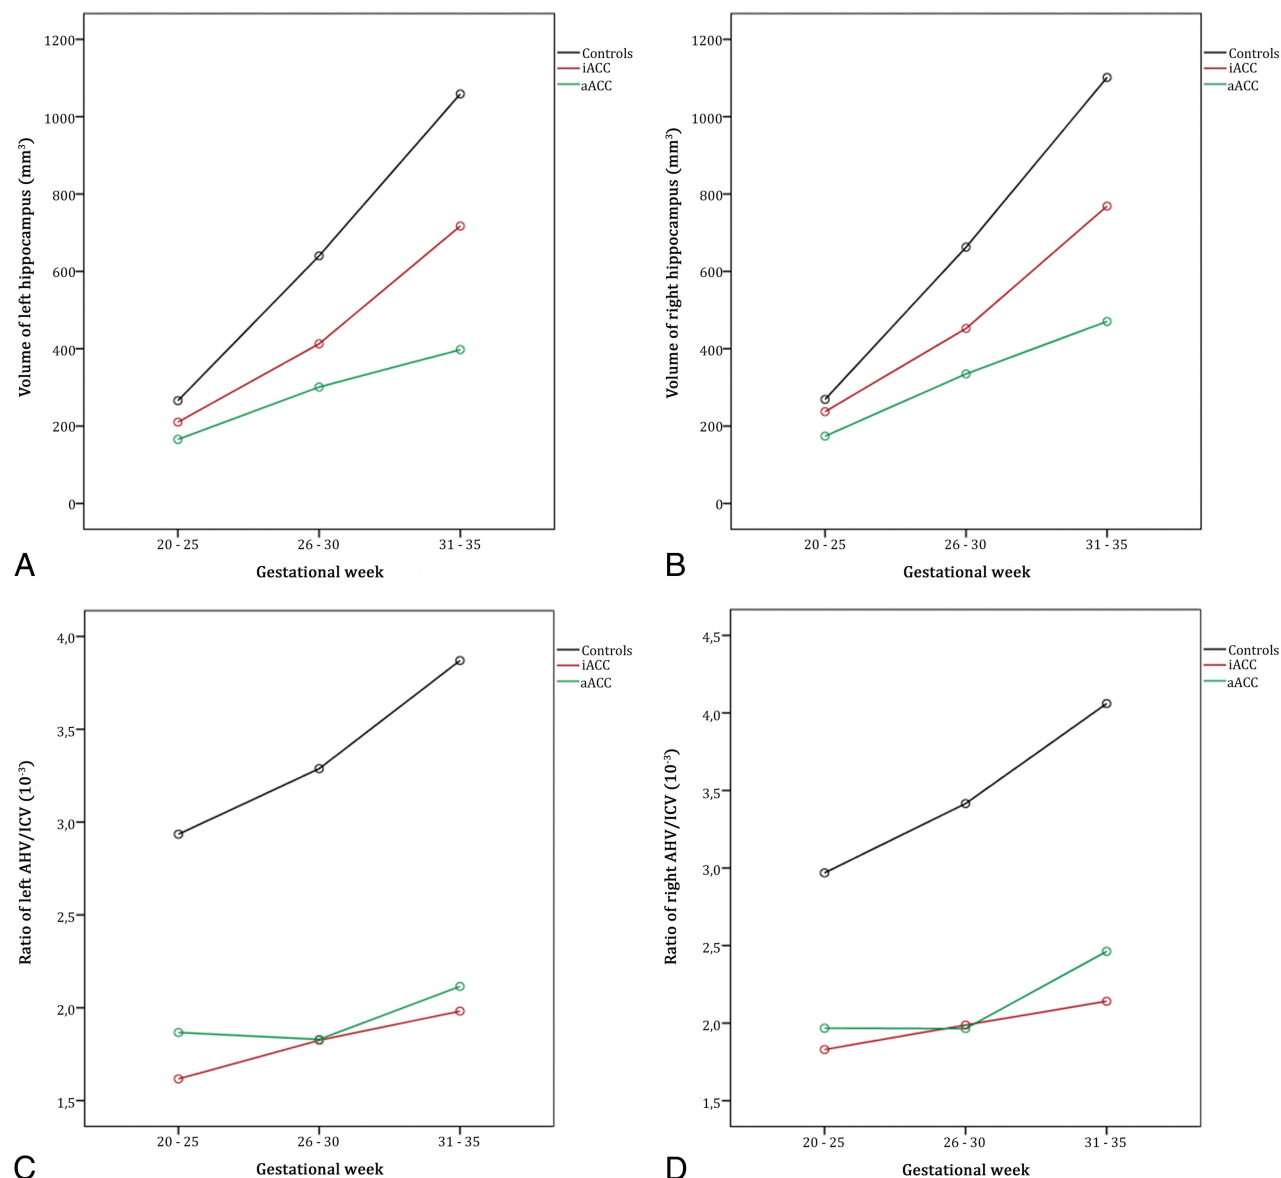 1200
1000
800
600
400
200
0
Volume of left hippocampus (mm³)
20 - 25
26 - 30
31 - 35
Gestational week
Controls
iACC
aACC
A
1200
1000
800
600
400
200
0
Volume of right hippocampus (mm³)
20 - 25
26 - 30
31 - 35
Gestational week
Controls
iACC
aACC
B
4,0
3,5
3,0
2,5
2,0
1,5
Ratio of left AHV/ICV (10⁻³)
20 - 25
26 - 30
31 - 35
Gestational week
Controls
iACC
aACC
C
4,5
4,0
3,5
3,0
2,5
2,0
1,5
Ratio of right AHV/ICV (10⁻³)
20 - 25
26 - 30
31 - 35
Gestational week
Controls
iACC
aACC
D